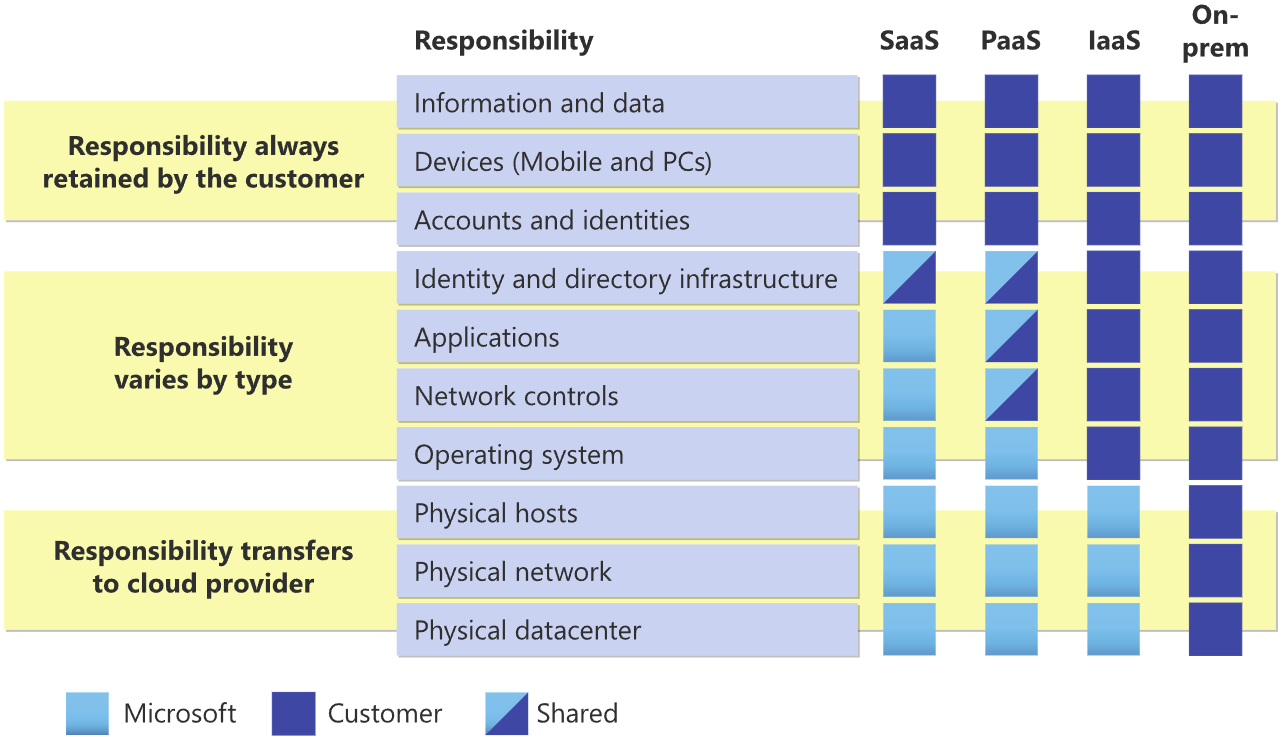 Responsibility SaaS PaaS IaaS On-
prem
Responsibility always
retained by the customer
Information and data
Devices (Mobile and PCs)
Accounts and identities
Responsibility
varies by type
Identity and directory infrastructure
Applications
Network controls
Operating system
Responsibility transfers
to cloud provider
Physical hosts
Physical network
Physical datacenter
Microsoft Customer Shared